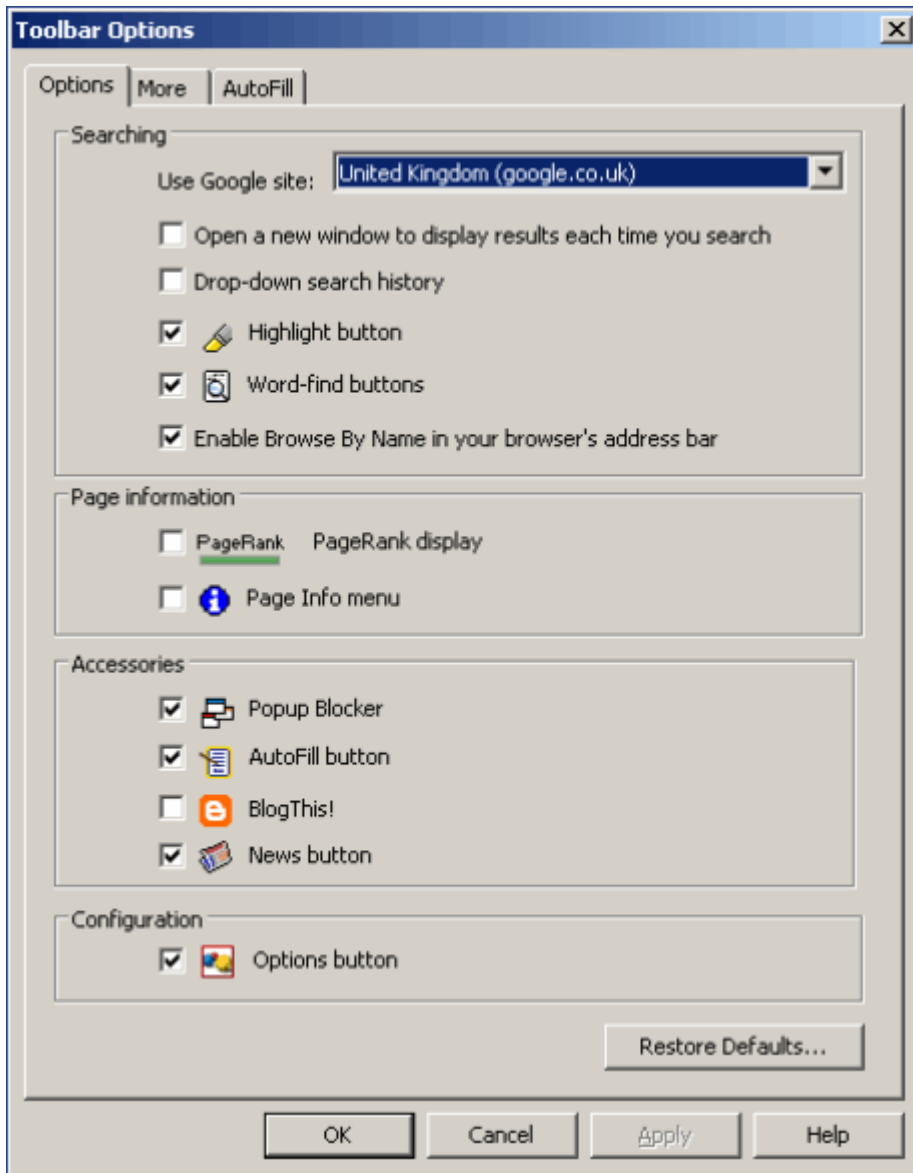 Toolbar Options
Options More AutoFill
Searching
Use Google site: United Kingdom (google.co.uk)
Open a new window to display results each time you search
Drop-down search history
Highlight button
Word-find buttons
Enable Browse By Name in your browser's address bar
Page information
PageRank PageRank display
Page Info menu
Accessories
Popup Blocker
AutoFill button
BlogThis!
News button
Configuration
Options button
Restore Defaults...
OK Cancel Apply Help